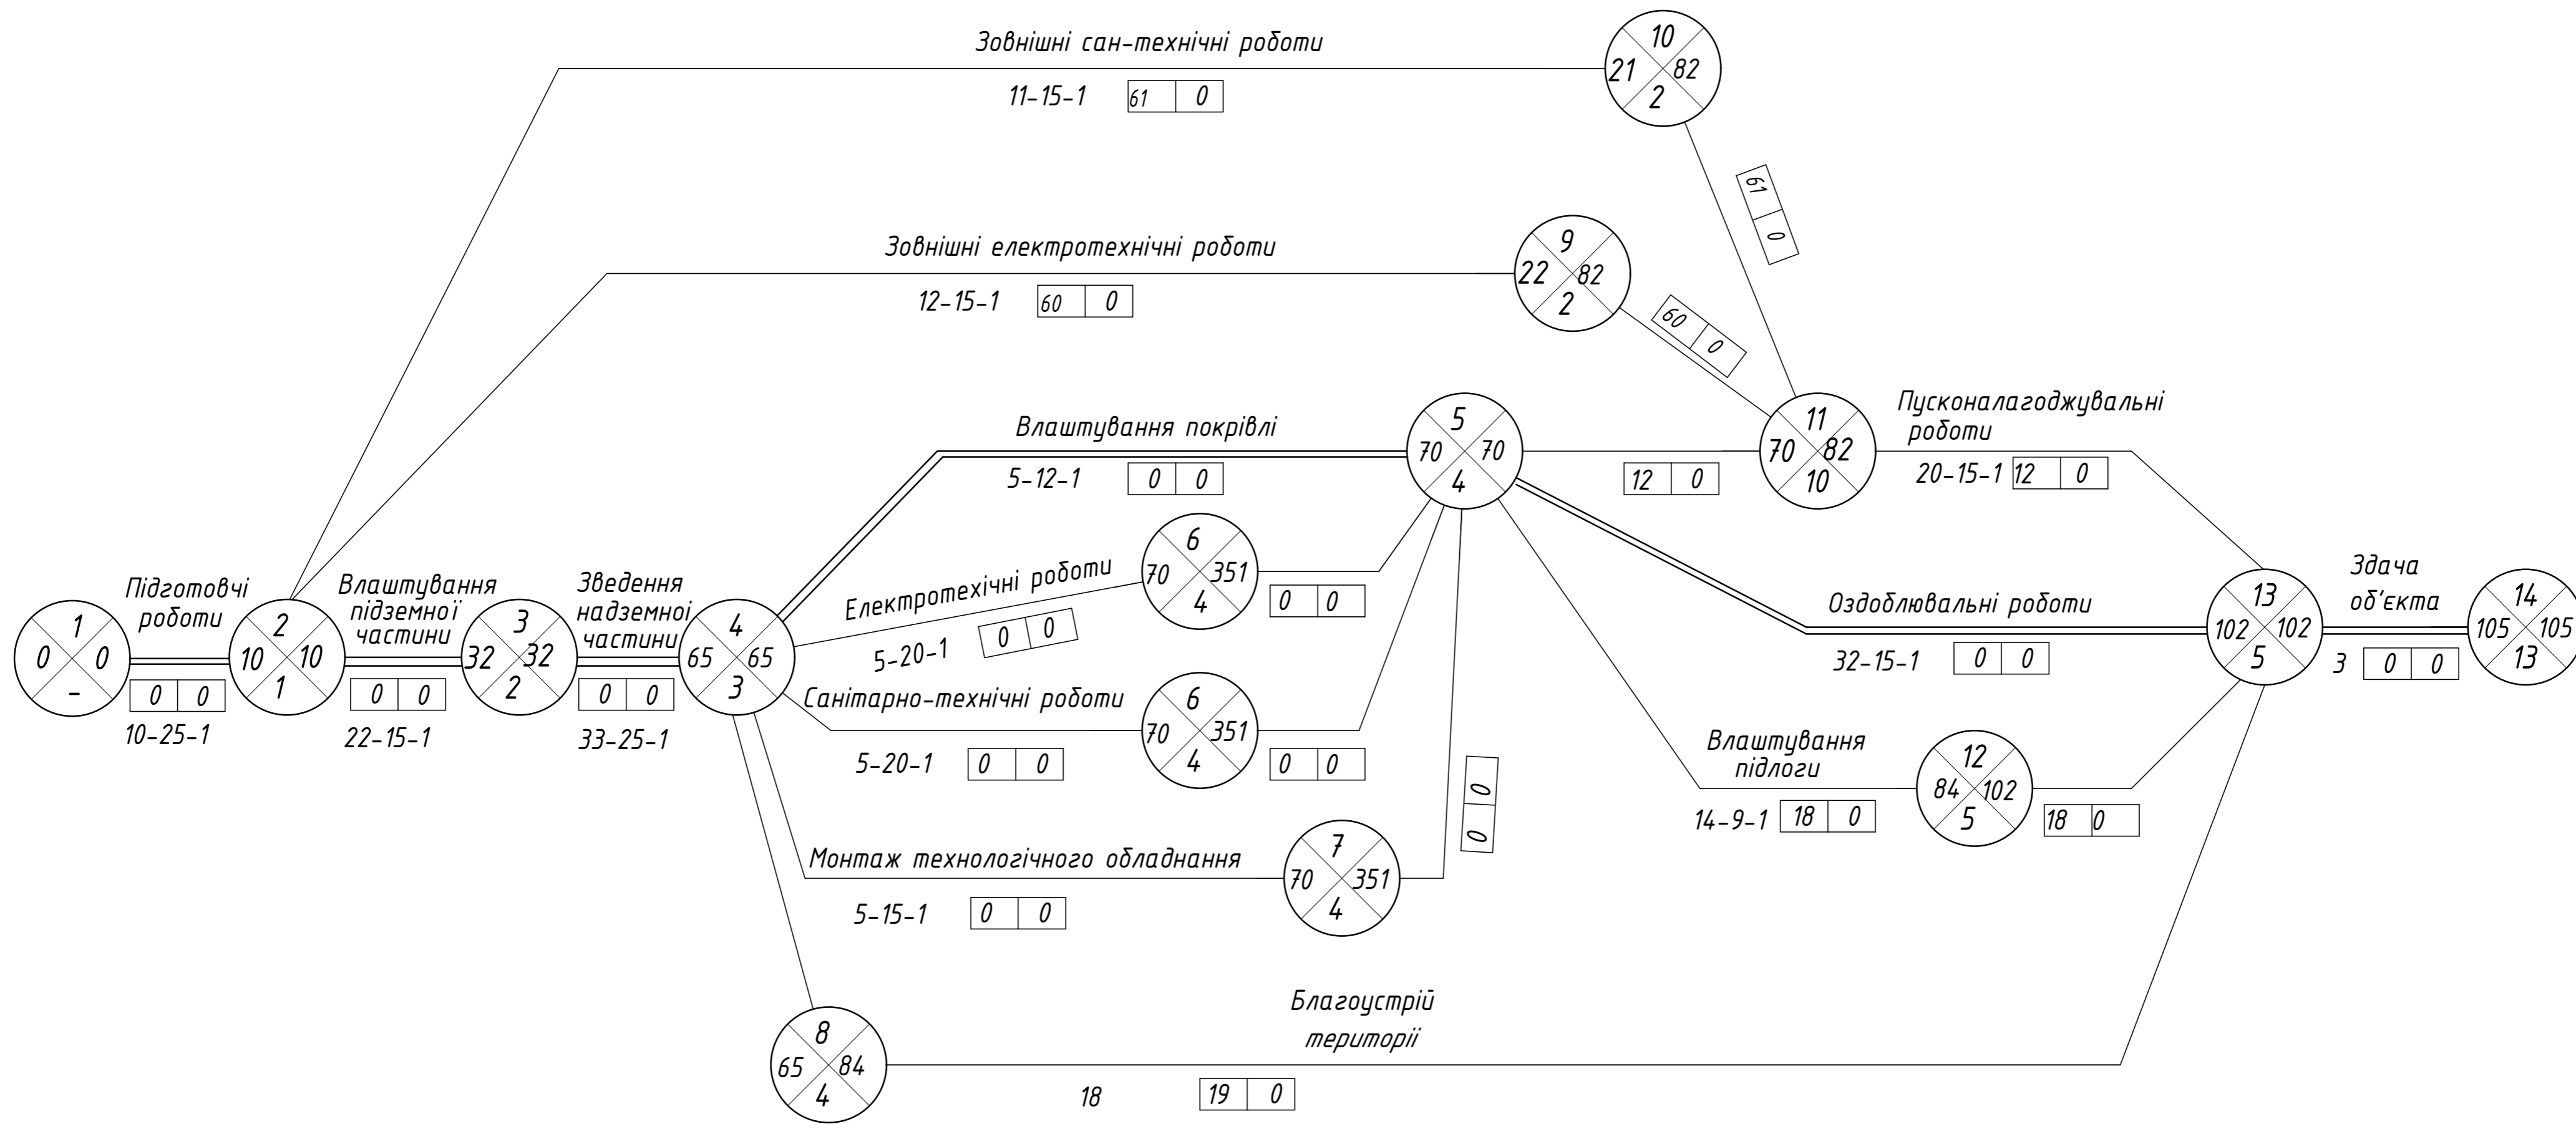 Зовнішні сан-технічні роботи
11-15-1 61 0
10
21 82
2
61 0
Зовнішні електротехнічні роботи
12-15-1 60 0
9
22 82
2
60 0
Влаштування покрівлі
5-12-1 0 0
5
70 70
4
12 0
11
70 82
10
Пусконалагоджувальні
роботи
20-15-1 12 0
1
0 0
-
Підготовчі
роботи
0 0
10-25-1
2
10 10
1
Влаштування
підземної
частини
0 0
22-15-1
3
32 32
2
Зведення
надземної
частини
0 0
33-25-1
4
65 65
3
Електротехічні роботи
5-20-1 0 0
6
70 351
4
0 0
Санітарно-технічні роботи
5-20-1 0 0
6
70 351
4
0 0
Монтаж технологічного обладнання
5-15-1 0 0
7
70 351
4
0 0
Оздоблювальні роботи
32-15-1 0 0
Влаштування
підлоги
14-9-1 18 0
12
84 102
5
18 0
13
102 102
5
Здача
об'єкта
3 0 0
14
105 105
13
8
65 84
4
Благоустрій
території
18 19 0